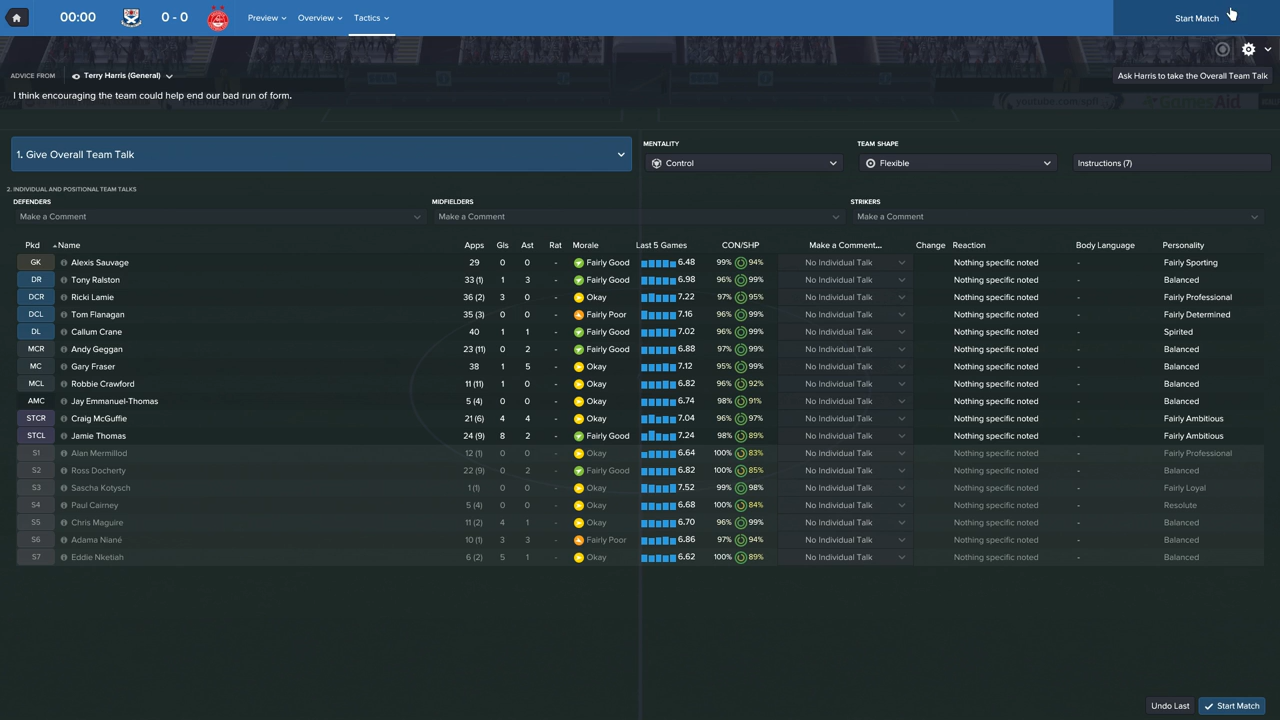 00:00 0 - 0 Preview Overview Tactics Start Match
Ask Harris to take the Overall Team Talk
ADVICE FROM Terry Harris (General)
I think encouraging the team could help end our bad run of form.
youtube.com/spfl GamesAid
1. Give Overall Team Talk
MENTALITY TEAM SHAPE
Control Flexible Instructions (7)
2. INDIVIDUAL AND POSITIONAL TEAM TALKS
DEFENDERS MIDFIELDERS STRIKERS
Make a Comment Make a Comment Make a Comment
Pkd Name Apps Gls Ast Rat Morale Last 5 Games CON/SHP Make a Comment... Change Reaction Body Language Personality
GK Alexis Sauvage 29 0 0 - Fairly Good 6.48 99% 94% No Individual Talk Nothing specific noted - Fairly Sporting
DR Tony Ralston 33 (1) 1 3 - Fairly Good 6.98 96% 99% No Individual Talk Nothing specific noted - Balanced
DCR Ricki Lamie 36 (2) 3 0 - Okay 7.22 97% 95% No Individual Talk Nothing specific noted - Fairly Professional
DCL Tom Flanagan 35 (3) 0 0 - Fairly Poor 7.16 96% 99% No Individual Talk Nothing specific noted - Fairly Determined
DL Callum Crane 40 1 1 - Fairly Good 7.02 96% 99% No Individual Talk Nothing specific noted - Spirited
MCR Andy Geggan 23 (11) 0 2 - Fairly Good 6.88 97% 99% No Individual Talk Nothing specific noted - Balanced
MC Gary Fraser 38 1 5 - Okay 7.12 95% 99% No Individual Talk Nothing specific noted - Balanced
MCL Robbie Crawford 11 (11) 1 0 - Okay 6.82 96% 92% No Individual Talk Nothing specific noted - Balanced
AMC Jay Emmanuel-Thomas 5 (4) 0 0 - Okay 6.74 98% 91% No Individual Talk Nothing specific noted - Balanced
STCR Craig McGuffie 21 (6) 4 4 - Okay 7.04 96% 97% No Individual Talk Nothing specific noted - Fairly Ambitious
STCL Jamie Thomas 24 (9) 8 2 - Fairly Good 7.24 98% 89% No Individual Talk Nothing specific noted - Fairly Ambitious
S1 Alan Mermillod 12 (1) 0 0 - Okay 6.64 100% 83% No Individual Talk Nothing specific noted - Fairly Professional
S2 Ross Docherty 22 (9) 0 2 - Fairly Good 6.82 100% 85% No Individual Talk Nothing specific noted - Balanced
S3 Sascha Kotysch 1 (1) 0 0 - Okay 7.52 99% 98% No Individual Talk Nothing specific noted - Fairly Loyal
S4 Paul Cairney 5 (4) 0 0 - Okay 6.68 100% 84% No Individual Talk Nothing specific noted - Resolute
S5 Chris Maguire 11 (2) 4 1 - Okay 6.70 96% 99% No Individual Talk Nothing specific noted - Balanced
S6 Adama Niané 10 (1) 3 3 - Fairly Poor 6.86 97% 94% No Individual Talk Nothing specific noted - Balanced
S7 Eddie Nketiah 6 (2) 5 1 - Okay 6.62 100% 89% No Individual Talk Nothing specific noted - Balanced
Undo Last Start Match